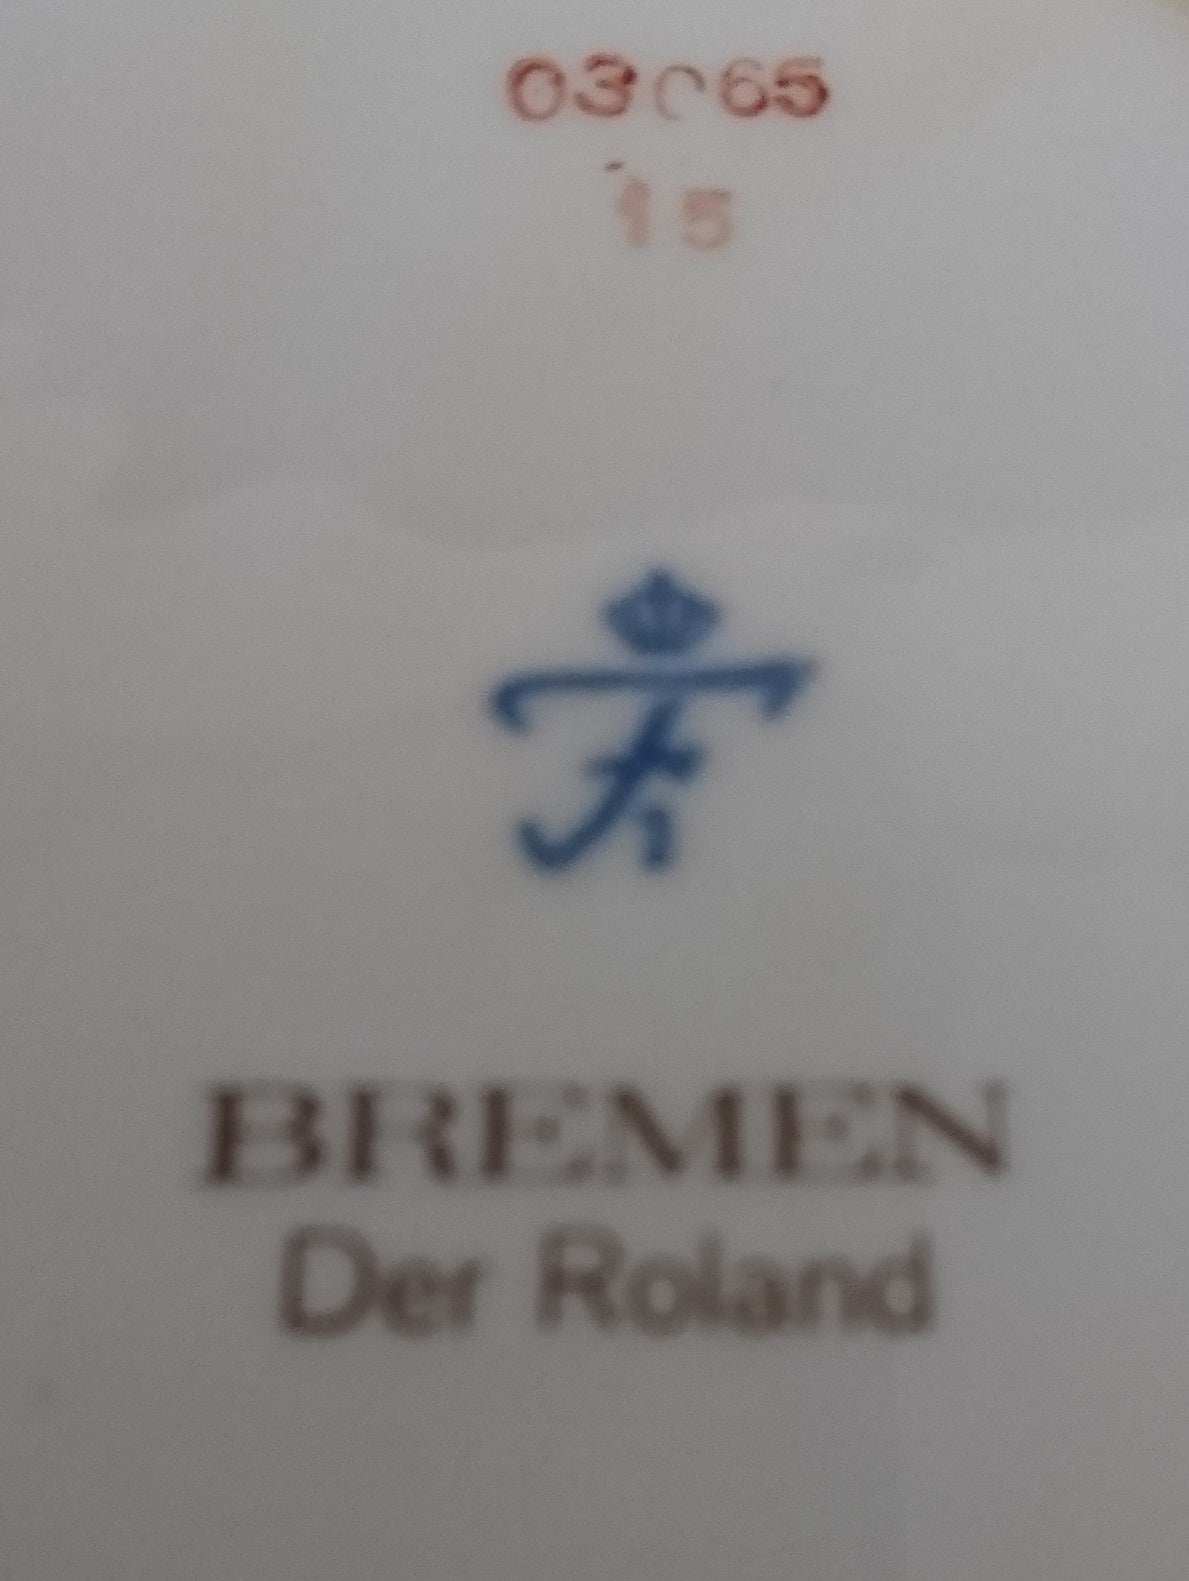 15
BREMEN
Der Roland